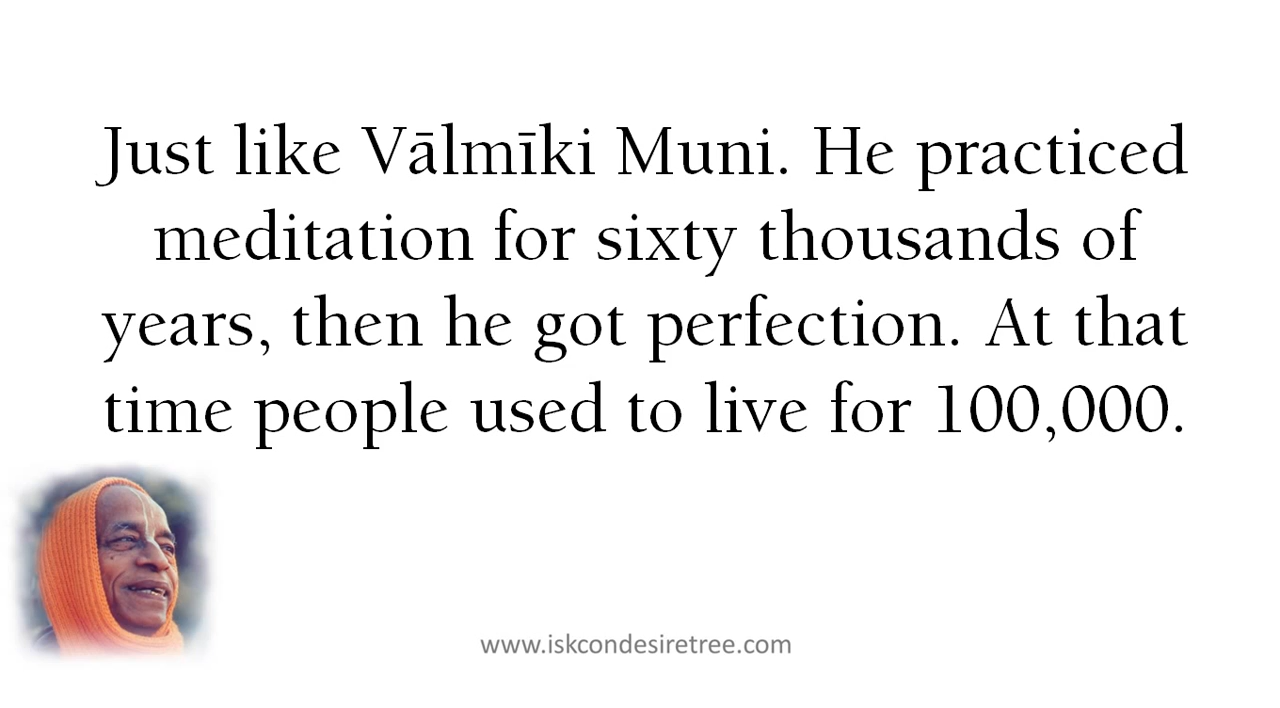 Just like Vālmīki Muni. He practiced
meditation for sixty thousands of
years, then he got perfection. At that
time people used to live for 100,000.
www.iskcondesiretree.com